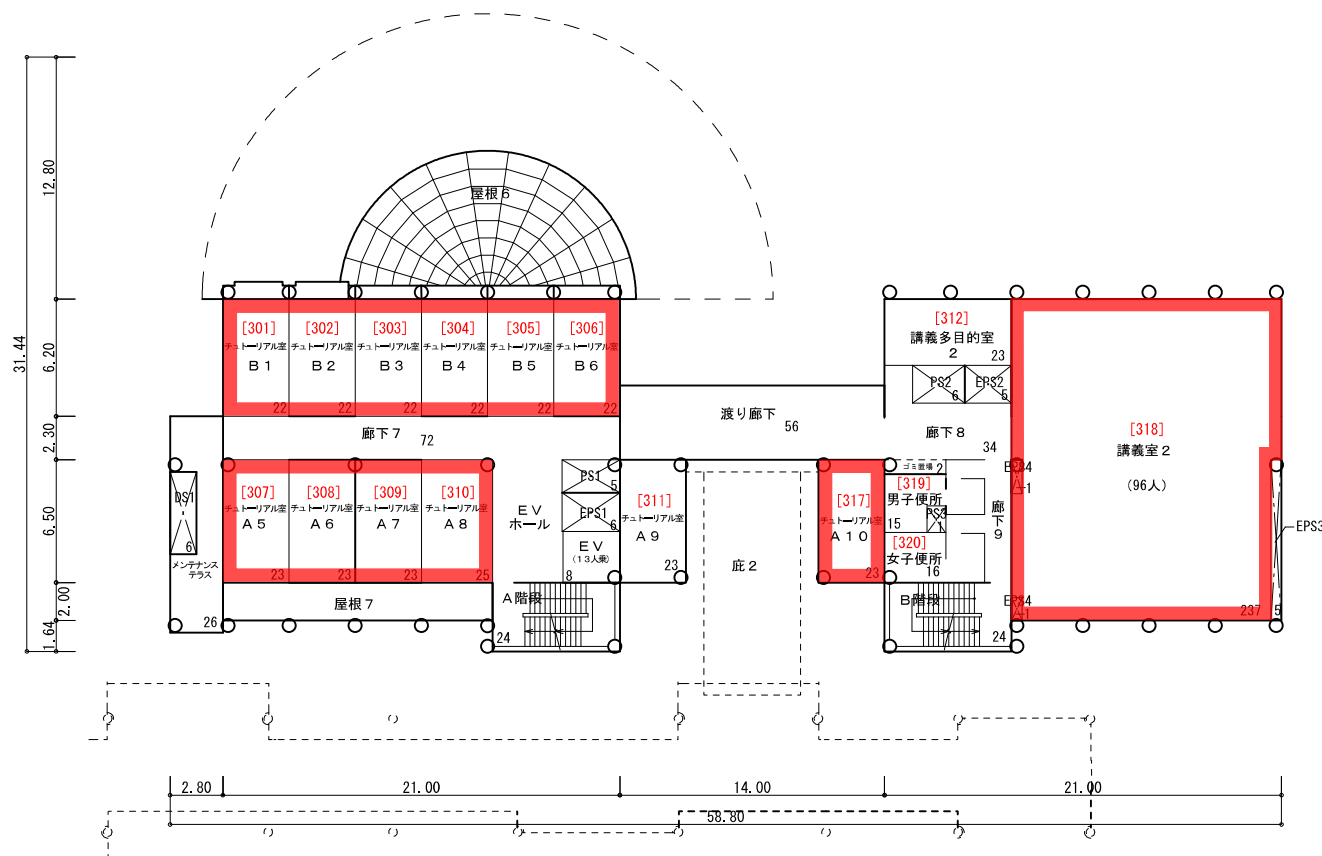 屋根６
12.80
31.44
6.20
2.30
6.50
2.00
1.64
[301]
チュトーリアル室
Ｂ１
22
[302]
チュトーリアル室
Ｂ２
22
[303]
チュトーリアル室
Ｂ３
22
[304]
チュトーリアル室
Ｂ４
22
[305]
チュトーリアル室
Ｂ５
22
[306]
チュトーリアル室
Ｂ６
22
[312]
講義多目的室
２
23
PS2
6
EPS2
5
渡り廊下
56
廊下７
72
廊下８
34
[318]
講義室２
（96人）
237
EPS4
1
EPS4
1
EPS3
5
DS1
6
メンテナンス
テラス
26
[307]
チュトーリアル室
Ａ５
23
[308]
チュトーリアル室
Ａ６
23
[309]
チュトーリアル室
Ａ７
23
[310]
チュトーリアル室
Ａ８
25
PS1
5
EPS1
6
ＥＶ
ホール
ＥＶ
（１３人乗）
8
[311]
チュトーリアル室
Ａ９
23
庇２
[317]
チュトーリアル室
Ａ１０
23
ゴミ置場
2
[319]
男子便所
15
PS3
1
[320]
女子便所
16
廊下９
屋根７
Ａ階段
24
Ｂ階段
24
2.80
21.00
14.00
21.00
58.80